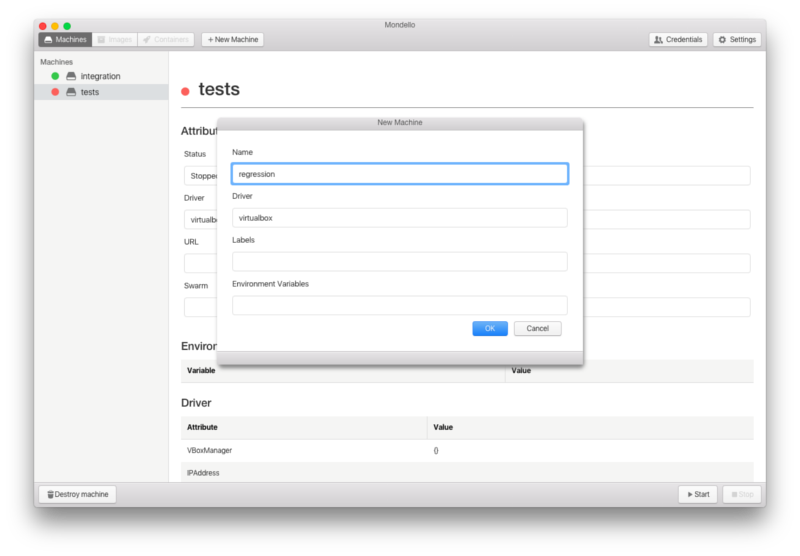 Mondello
Machines Images Containers + New Machine Credentials Settings
Machines
integration
tests
tests
New Machine
Attribut
Name
Status
regression
Stopped
Driver
Driver
virtualbox
virtualb
Labels
URL
Environment Variables
Swarm
OK Cancel
Environ
Variable Value
Driver
Attribute Value
VBoxManager {}
IPAddress
Destroy machine Start Stop